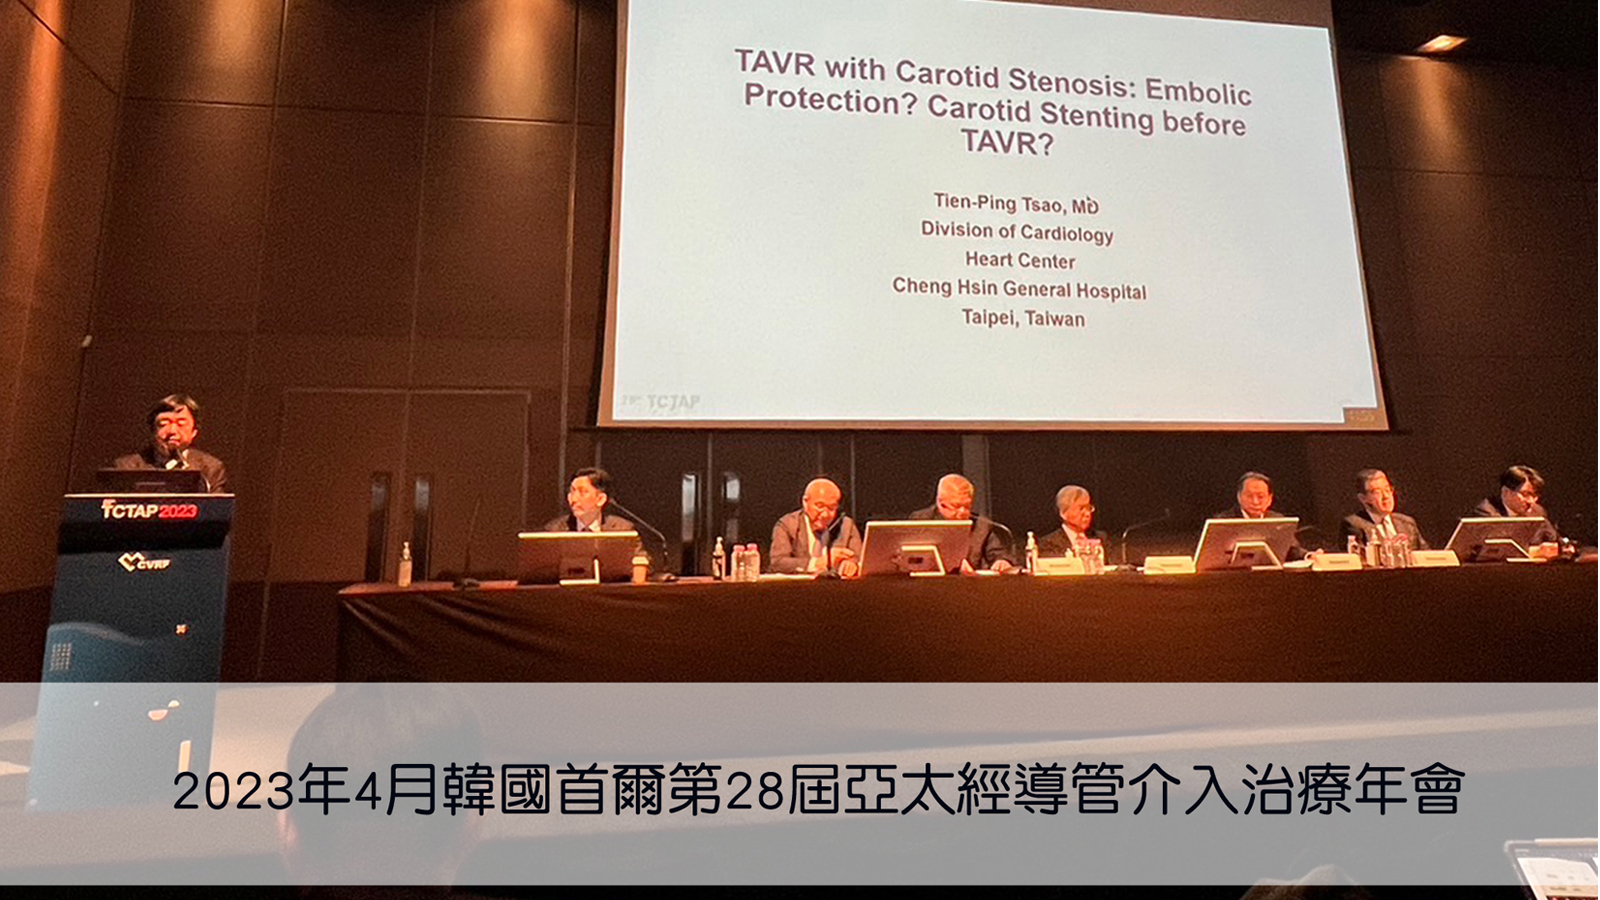 TAVR with Carotid Stenosis: Embolic
Protection? Carotid Stenting before
TAVR?
Tien-Ping Tsao, MD
Division of Cardiology
Heart Center
Cheng Hsin General Hospital
Taipei, Taiwan
28th TCTAP
TCTAP2023
CVRF
2023年4月韓國首爾第28屆亞太經導管介入治療年會